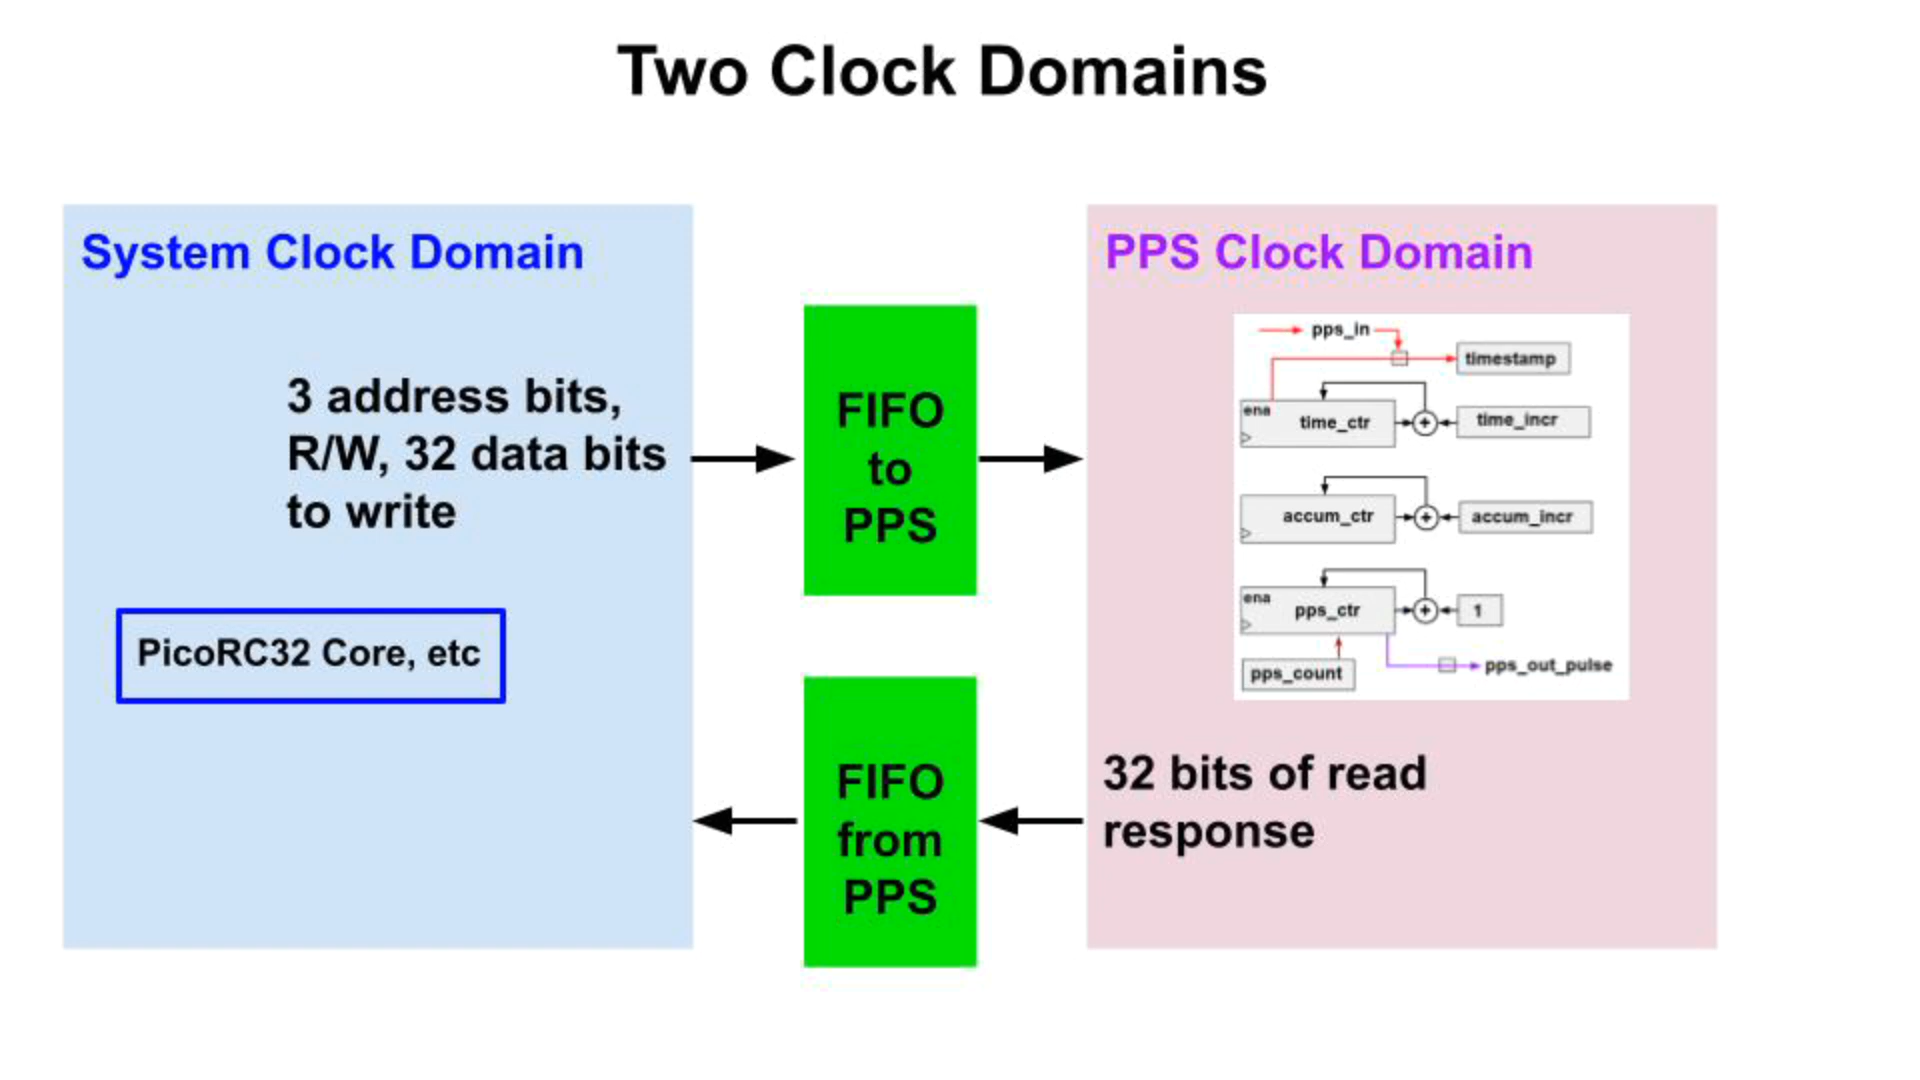 Two Clock Domains
System Clock Domain
3 address bits,
R/W, 32 data bits
to write
PicoRC32 Core, etc
FIFO
to
PPS
FIFO
from
PPS
PPS Clock Domain
pps_in
timestamp
ena
time_ctr
+
time_incr
accum_ctr
+
accum_incr
ena
pps_ctr
+
1
pps_count
pps_out_pulse
32 bits of read
response